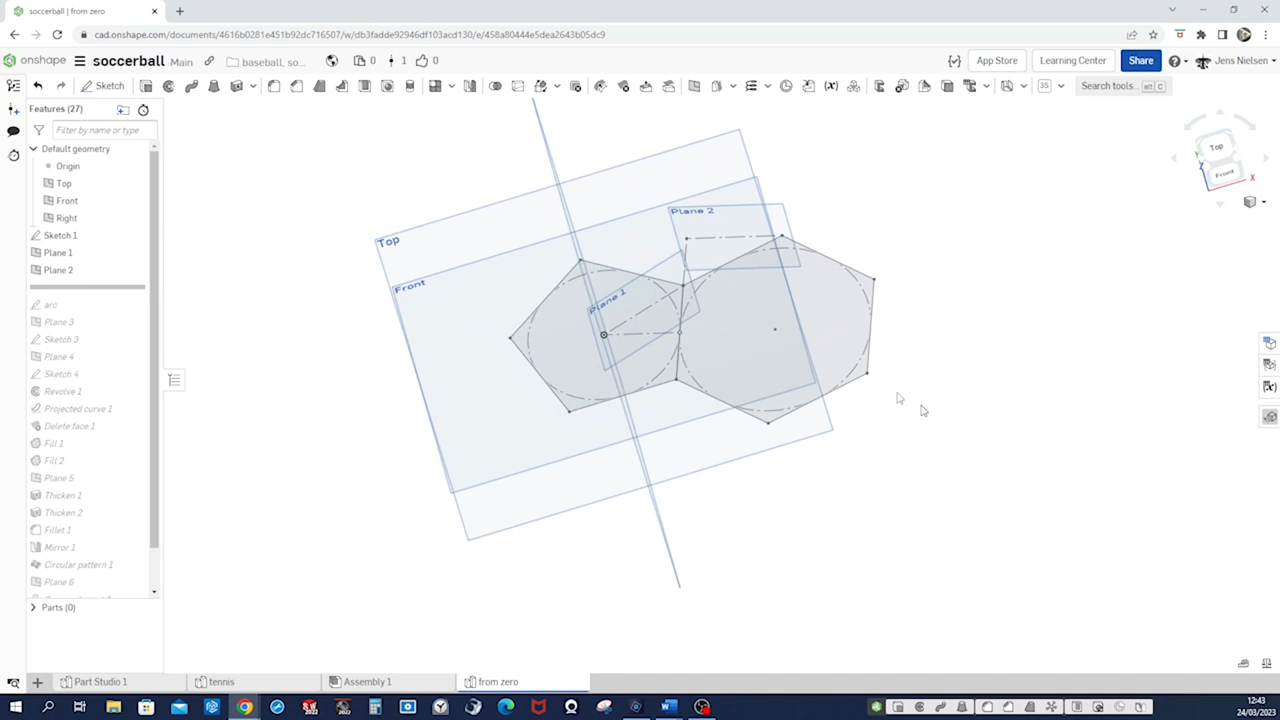 soccerball | from zero
cad.onshape.com/documents/4616b0281e451b92dc716507/w/db3fadde92946df103acd130/e/458a80444e5dea2643b05dc9
onshape
soccerball Main
baseball, so...
0
1
0
App Store
Learning Center
Share
Jens Nielsen
Sketch
Search tools...
alt C
Features (27)
Filter by name or type
Default geometry
Origin
Top
Front
Right
Sketch 1
Plane 1
Plane 2
arc
Plane 3
Sketch 3
Plane 4
Sketch 4
Revolve 1
Projected curve 1
Delete face 1
Fill 1
Fill 2
Plane 5
Thicken 1
Thicken 2
Fillet 1
Mirror 1
Circular pattern 1
Plane 6
Parts (0)
Top
Front
Plane 1
Plane 2
Top
Front
X
Y
Z
Part Studio 1
tennis
Assembly 1
from zero
12:43
24/03/2023